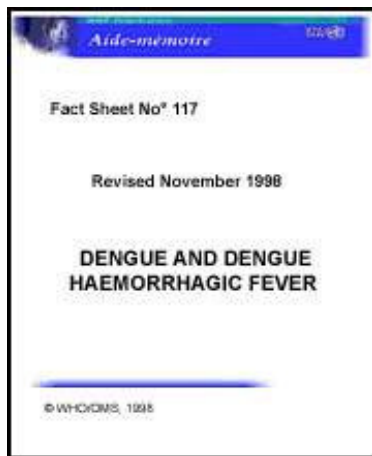 Aide-mémoire
Fact Sheet No° 117
Revised November 1998
DENGUE AND DENGUE
HAEMORRHAGIC FEVER
© WHO/OMS, 1998